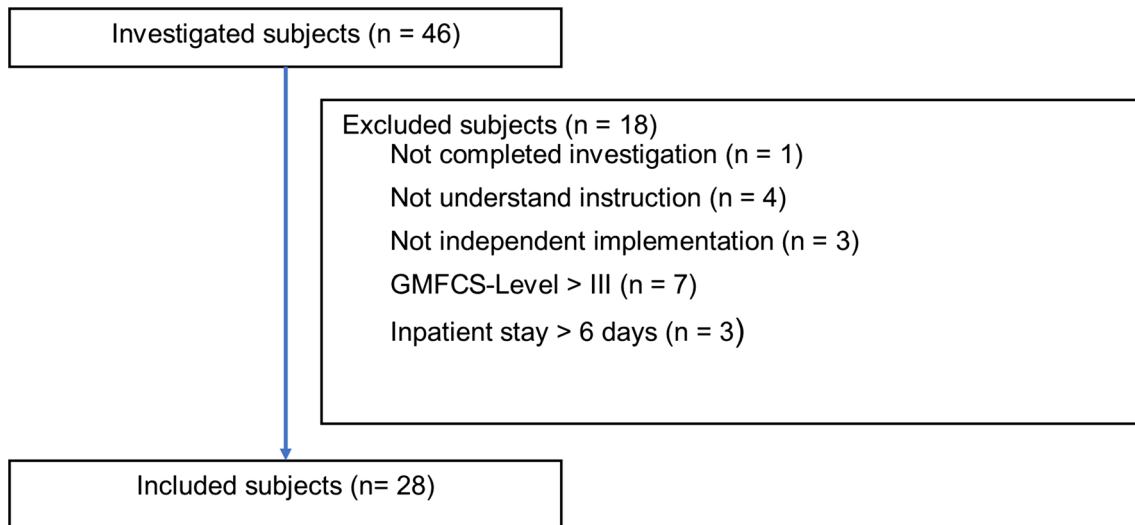 Investigated subjects (n = 46)
Excluded subjects (n = 18)
Not completed investigation (n = 1)
Not understand instruction (n = 4)
Not independent implementation (n = 3)
GMFCS-Level > III (n = 7)
Inpatient stay > 6 days (n = 3)
Included subjects (n= 28)